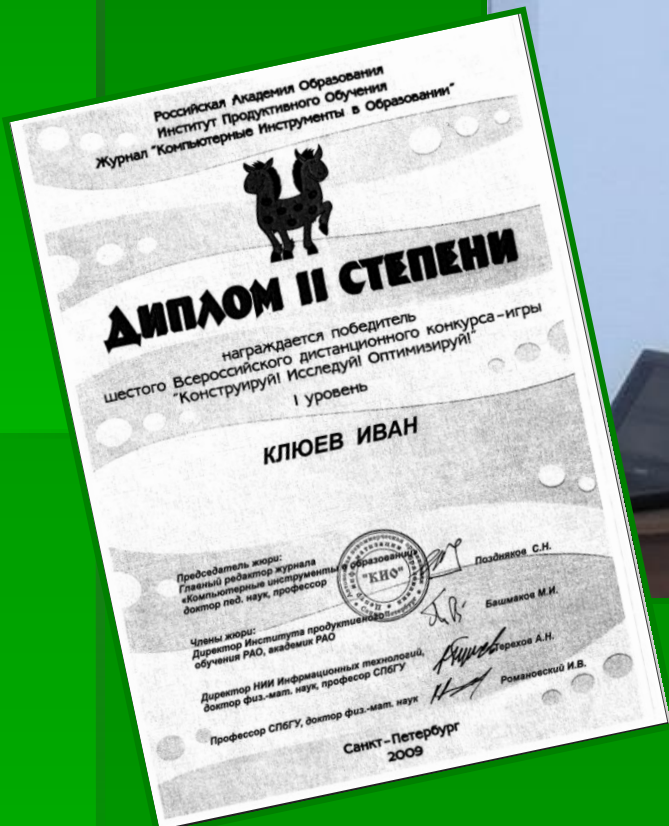 Российская Академия Образования
Институт Продуктивного Обучения
Журнал "Компьютерные Инструменты в Образовании"
ДИПЛОМ II СТЕПЕНИ
награждается победитель
шестого Всероссийского дистанционного конкурса-игры
"Конструируй! Исследуй! Оптимизируй!"
I уровень
КЛЮЕВ ИВАН
Председатель жюри:
Главный редактор журнала
«Компьютерные инструменты в образовании»
доктор пед. наук, профессор
Поздняков С.Н.
"КИО"
Члены жюри:
Директор Института продуктивного
обучения РАО, академик РАО
Башмаков М.И.
Директор НИИ Инфрмационных технологий,
доктор физ.-мат. наук, професор СПбГУ
Терехов А.Н.
Профессор СПбГУ, доктор физ.-мат. наук
Романовский И.В.
Санкт-Петербург
2009